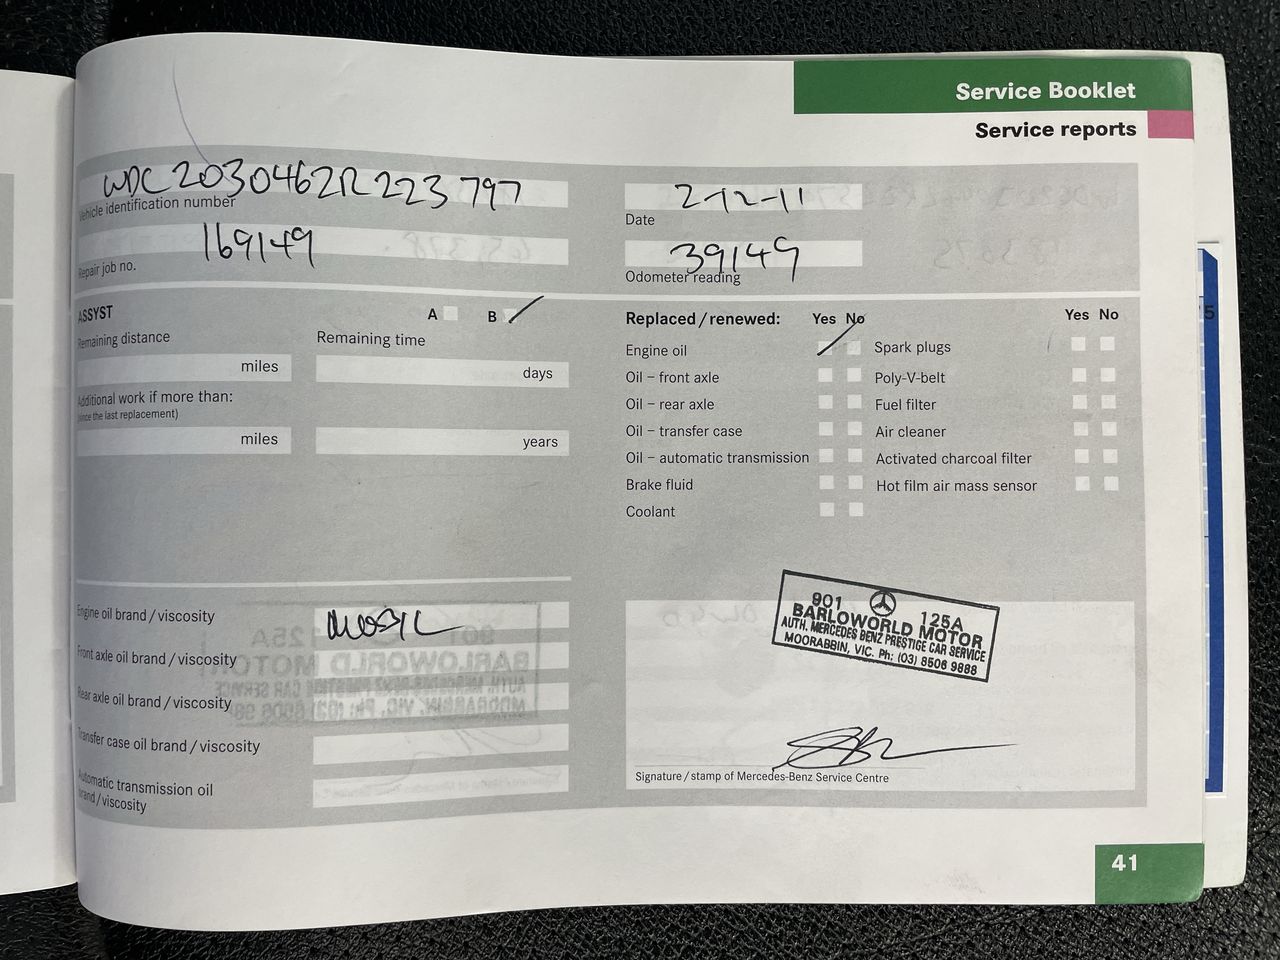 Service Booklet
Service reports
WDC2030462R223797
Vehicle identification number
2-12-11
Date
169149
Repair job no.
39149
Odometer reading
ASSYST
A
B
Remaining distance
Remaining time
miles
days
Additional work if more than:
(since the last replacement)
miles
years
Replaced/renewed:
Yes No
Yes No
Engine oil
Spark plugs
Oil – front axle
Poly-V-belt
Oil – rear axle
Fuel filter
Oil – transfer case
Air cleaner
Oil – automatic transmission
Activated charcoal filter
Brake fluid
Hot film air mass sensor
Coolant
Engine oil brand/viscosity
Front axle oil brand/viscosity
Rear axle oil brand/viscosity
Transfer case oil brand/viscosity
Automatic transmission oil
brand/viscosity
901 125A
BARLOWORLD MOTOR
AUTH. MERCEDES BENZ PRESTIGE CAR SERVICE
MOORABBIN, VIC. Ph: (03) 8506 9888
Signature/stamp of Mercedes-Benz Service Centre
41